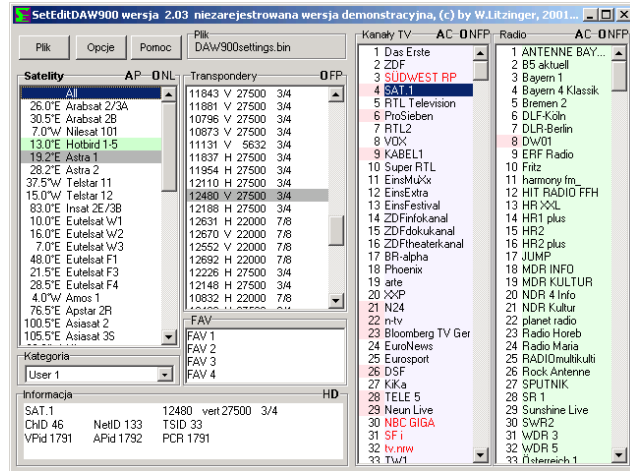 SetEditDAW900 wersja 2.03 niezarejestrowana wersja demonstracyjna, (c) by W.Litzinger, 2001...
Plik
Opcje
Pomoc
Plik
DAW900settings.bin
Satelity A P O N L
All
26.0°E Arabsat 2/3A
30.5°E Arabsat 2B
7.0°W Nilesat 101
13.0°E Hotbird 1-5
19.2°E Astra 1
28.2°E Astra 2
37.5°W Telstar 11
15.0°W Telstar 12
83.0°E Insat 2E/3B
10.0°E Eutelsat W1
16.0°E Eutelsat W2
7.0°E Eutelsat W3
48.0°E Eutelsat F1
21.5°E Eutelsat F3
28.5°E Eutelsat F4
4.0°W Amos 1
76.5°E Apstar 2R
100.5°E Asiasat 2
105.5°E Asiasat 3S
Transpondery O F P
11843 V 27500 3/4
11881 V 27500 3/4
10796 V 27500 3/4
10873 V 27500 3/4
11131 V 5632 3/4
11837 H 27500 3/4
11954 H 27500 3/4
12110 H 27500 3/4
12480 V 27500 3/4
12188 H 27500 3/4
12631 H 22000 7/8
12670 V 22000 7/8
12552 V 22000 7/8
12692 H 22000 7/8
12226 H 27500 3/4
12148 H 27500 3/4
10832 H 22000 7/8
FAV
FAV 1
FAV 2
FAV 3
FAV 4
Kategoria
User 1
Informacja H D
SAT.1 12480 vert 27500 3/4
ChID 46 NetID 133 TSID 33
VPid 1791 APid 1792 PCR 1791
Kanały TV A C O N F P
1 Das Erste
2 ZDF
3 SÜDWEST RP
4 SAT.1
5 RTL Television
6 ProSieben
7 RTL2
8 VOX
9 KABEL1
10 Super RTL
11 EinsMuXx
12 EinsExtra
13 EinsFestival
14 ZDFinfokanal
15 ZDFdokukanal
16 ZDFtheaterkanal
17 BR-alpha
18 Phoenix
19 arte
20 XXP
21 N24
22 n-tv
23 Bloomberg TV Ger
24 EuroNews
25 Eurosport
26 DSF
27 KiKa
28 TELE 5
29 Neun Live
30 NBC GIGA
31 SF i
32 tv.nrw
33 TW1
Radio A C O N F P
1 ANTENNE BAY...
2 B5 aktuell
3 Bayern 1
4 Bayern 4 Klassik
5 Bremen 2
6 DLF-Köln
7 DLR-Berlin
8 DW01
9 ERF Radio
10 Fritz
11 harmony fm_
12 HIT RADIO FFH
13 HR XXL
14 HR1 plus
15 HR2
16 HR2 plus
17 JUMP
18 MDR INFO
19 MDR KULTUR
20 NDR 4 Info
21 NDR Kultur
22 planet radio
23 Radio Horeb
24 Radio Maria
25 RADIOmultikulti
26 Rock Antenne
27 SPUTNIK
28 SR 1
29 Sunshine Live
30 SWR2
31 WDR 3
32 WDR 5
33 Österreich 1